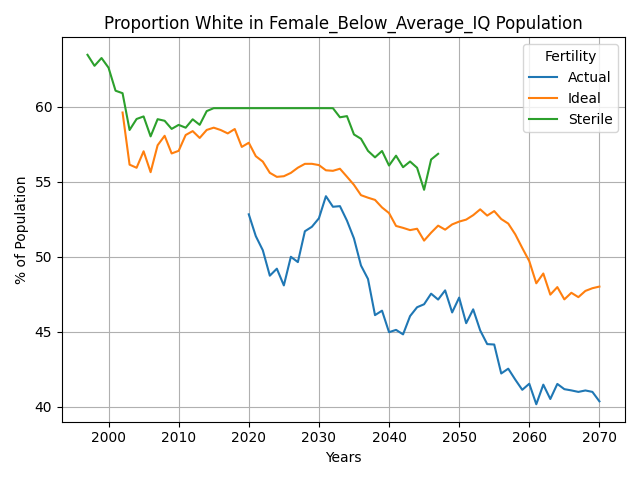 Proportion White in Female_Below_Average_IQ Population
Fertility
Actual
Ideal
Sterile
% of Population
60
55
50
45
40
2000
2010
2020
2030
2040
2050
2060
2070
Years